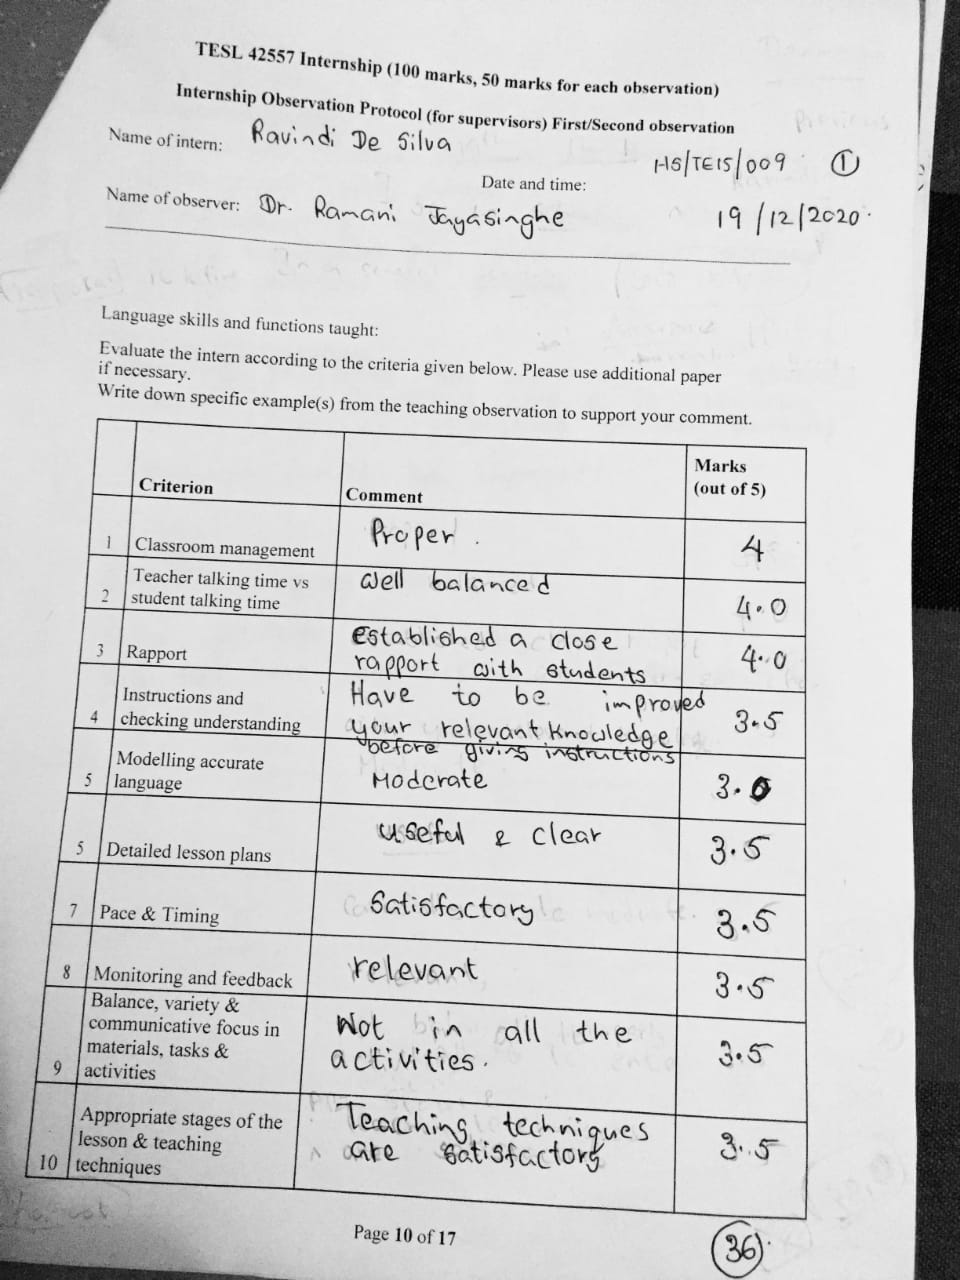 TESL 42557 Internship (100 marks, 50 marks for each observation)
Internship Observation Protocol (for supervisors) First/Second observation
Name of intern: Ravindi De Silva
HS/TEIS/009 1
Date and time:
Name of observer: Dr. Ramani Jayasinghe 19/12/2020.
Language skills and functions taught:
Evaluate the intern according to the criteria given below. Please use additional paper
if necessary.
Write down specific example(s) from the teaching observation to support your comment.
Criterion Comment Marks
(out of 5)
1 Classroom management Proper. 4
2 Teacher talking time vs
student talking time Well balanced 4.0
3 Rapport Established a close
rapport with students 4.0
4 Instructions and
checking understanding Have to be improved
your relevant knowledge
before giving instructions 3.5
5 Modelling accurate
language Moderate 3.0
5 Detailed lesson plans useful & clear 3.5
7 Pace & Timing Satisfactory 3.5
8 Monitoring and feedback relevant 3.5
9 Balance, variety &
communicative focus in
materials, tasks &
activities Not in all the
activities. 3.5
10 Appropriate stages of the
lesson & teaching
techniques Teaching techniques
are satisfactory 3.5
Page 10 of 17
36